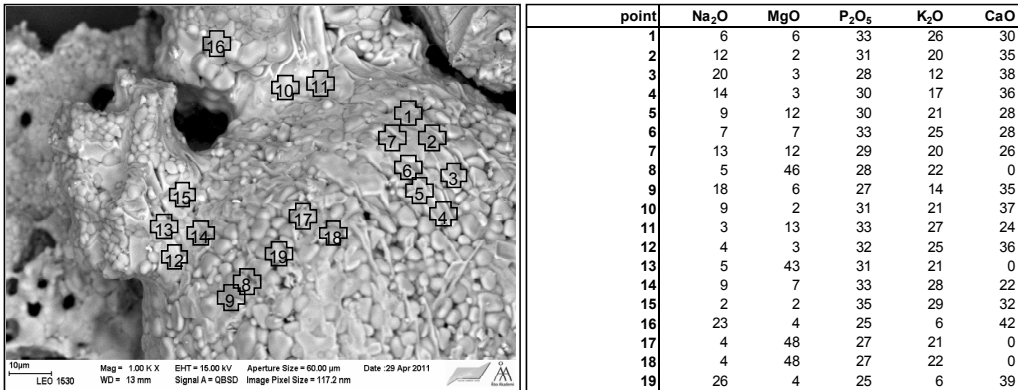 16
10 11
1
7 2
6 3
5
15 4
17
13 14 18
12 19
8
9
10µm
LEO 1530
Mag = 1.00 K X EHT = 15.00 kV Aperture Size = 60.00 µm Date :29 Apr 2011
WD = 13 mm Signal A = QBSD Image Pixel Size = 117.2 nm
Åbo Akademi
point Na₂O MgO P₂O₅ K₂O CaO
1 6 6 33 26 30
2 12 2 31 20 35
3 20 3 28 12 38
4 14 3 30 17 36
5 9 12 30 21 28
6 7 7 33 25 28
7 13 12 29 20 26
8 5 46 28 22 0
9 18 6 27 14 35
10 9 2 31 21 37
11 3 13 33 27 24
12 4 3 32 25 36
13 5 43 31 21 0
14 9 7 33 28 22
15 2 2 35 29 32
16 23 4 25 6 42
17 4 48 27 21 0
18 4 48 27 22 0
19 26 4 25 6 39